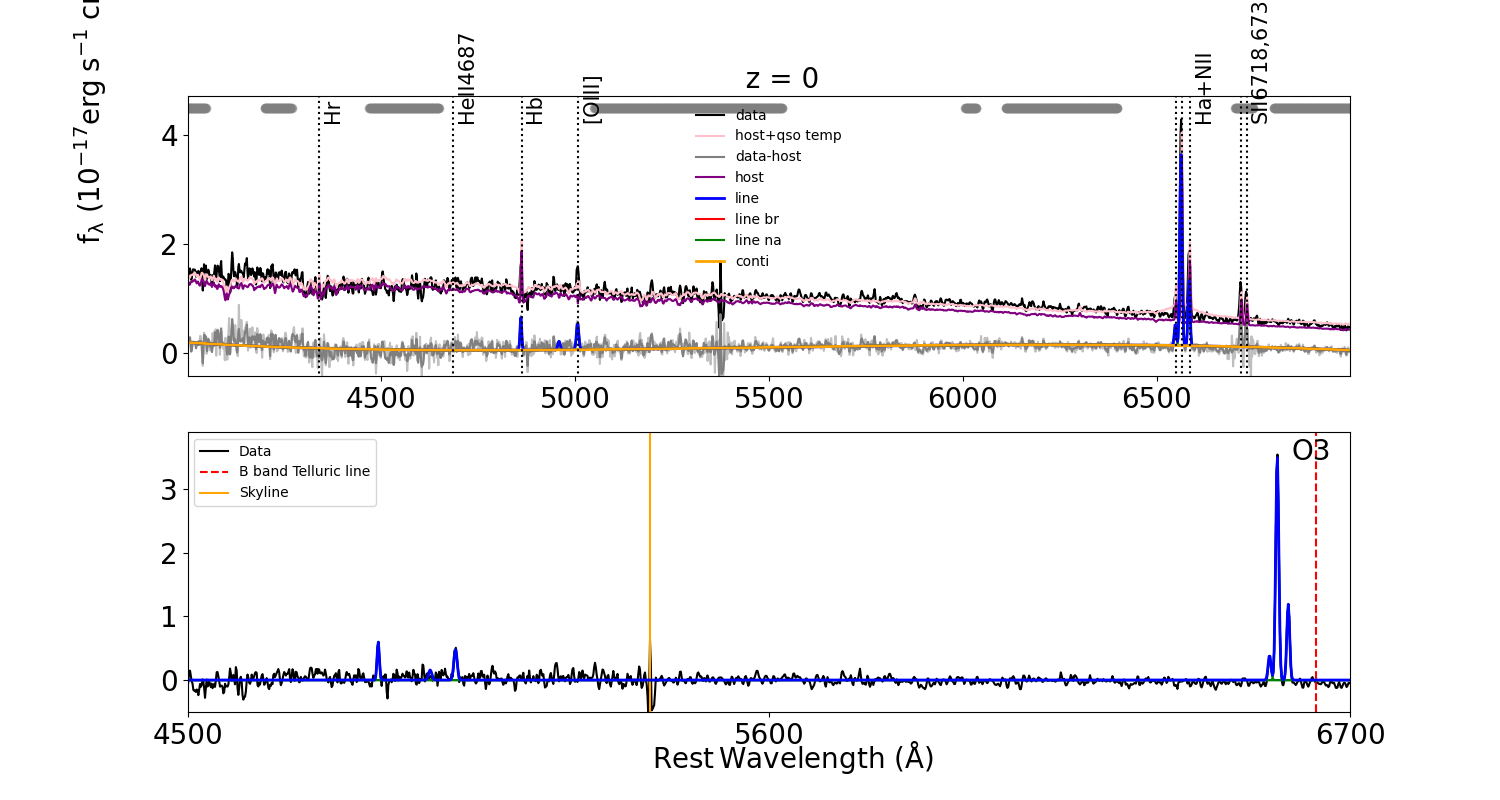 z = 0
fλ (10−17erg s−1 c
Hr
HeII4687
Hb
[OIII]
Ha+NII
SII6718,673
data
host+qso temp
data-host
host
line
line br
line na
conti
4
2
0
4500
5000
5500
6000
6500
Data
B band Telluric line
Skyline
O3
3
2
1
0
4500
5600
6700
Rest Wavelength (Å)